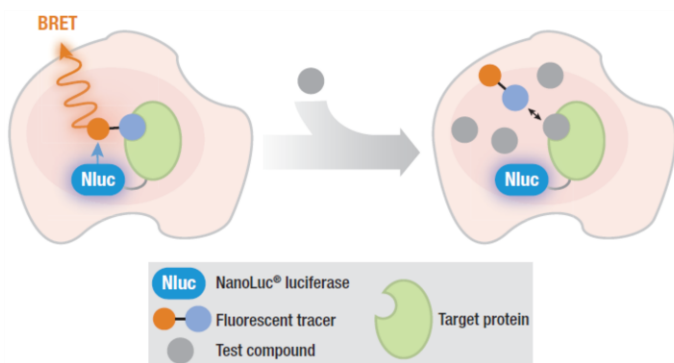 BRET
Nluc
Nluc
Nluc NanoLuc® luciferase
Fluorescent tracer
Target protein
Test compound